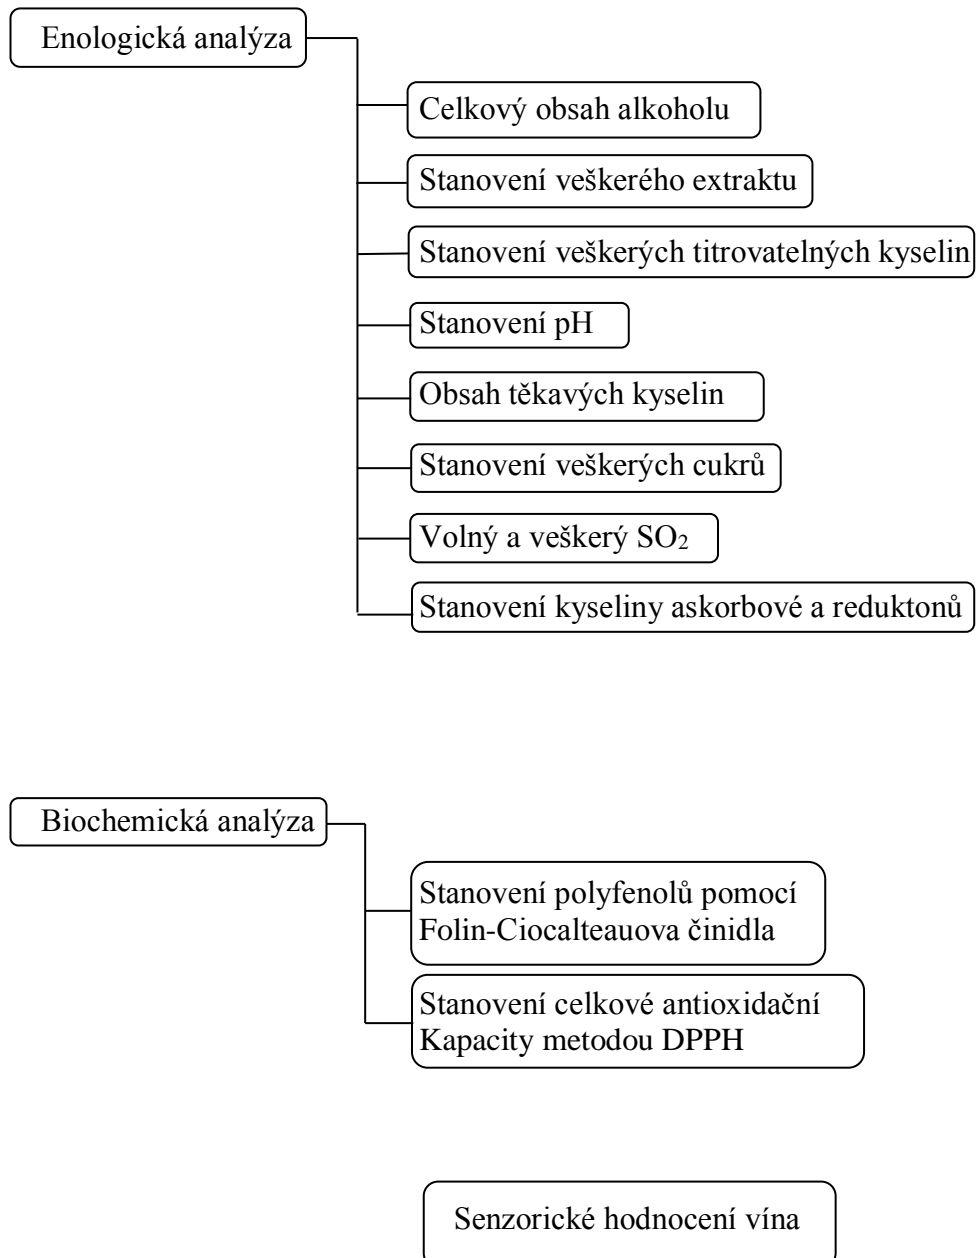 Enologická analýza
Celkový obsah alkoholu
Stanovení veškerého extraktu
Stanovení veškerých titrovatelných kyselin
Stanovení pH
Obsah těkavých kyselin
Stanovení veškerých cukrů
Volný a veškerý SO₂
Stanovení kyseliny askorbové a reduktonů
Biochemická analýza
Stanovení polyfenolů pomocí
Folin-Ciocalteauova činidla
Stanovení celkové antioxidační
Kapacity metodou DPPH
Senzorické hodnocení vína